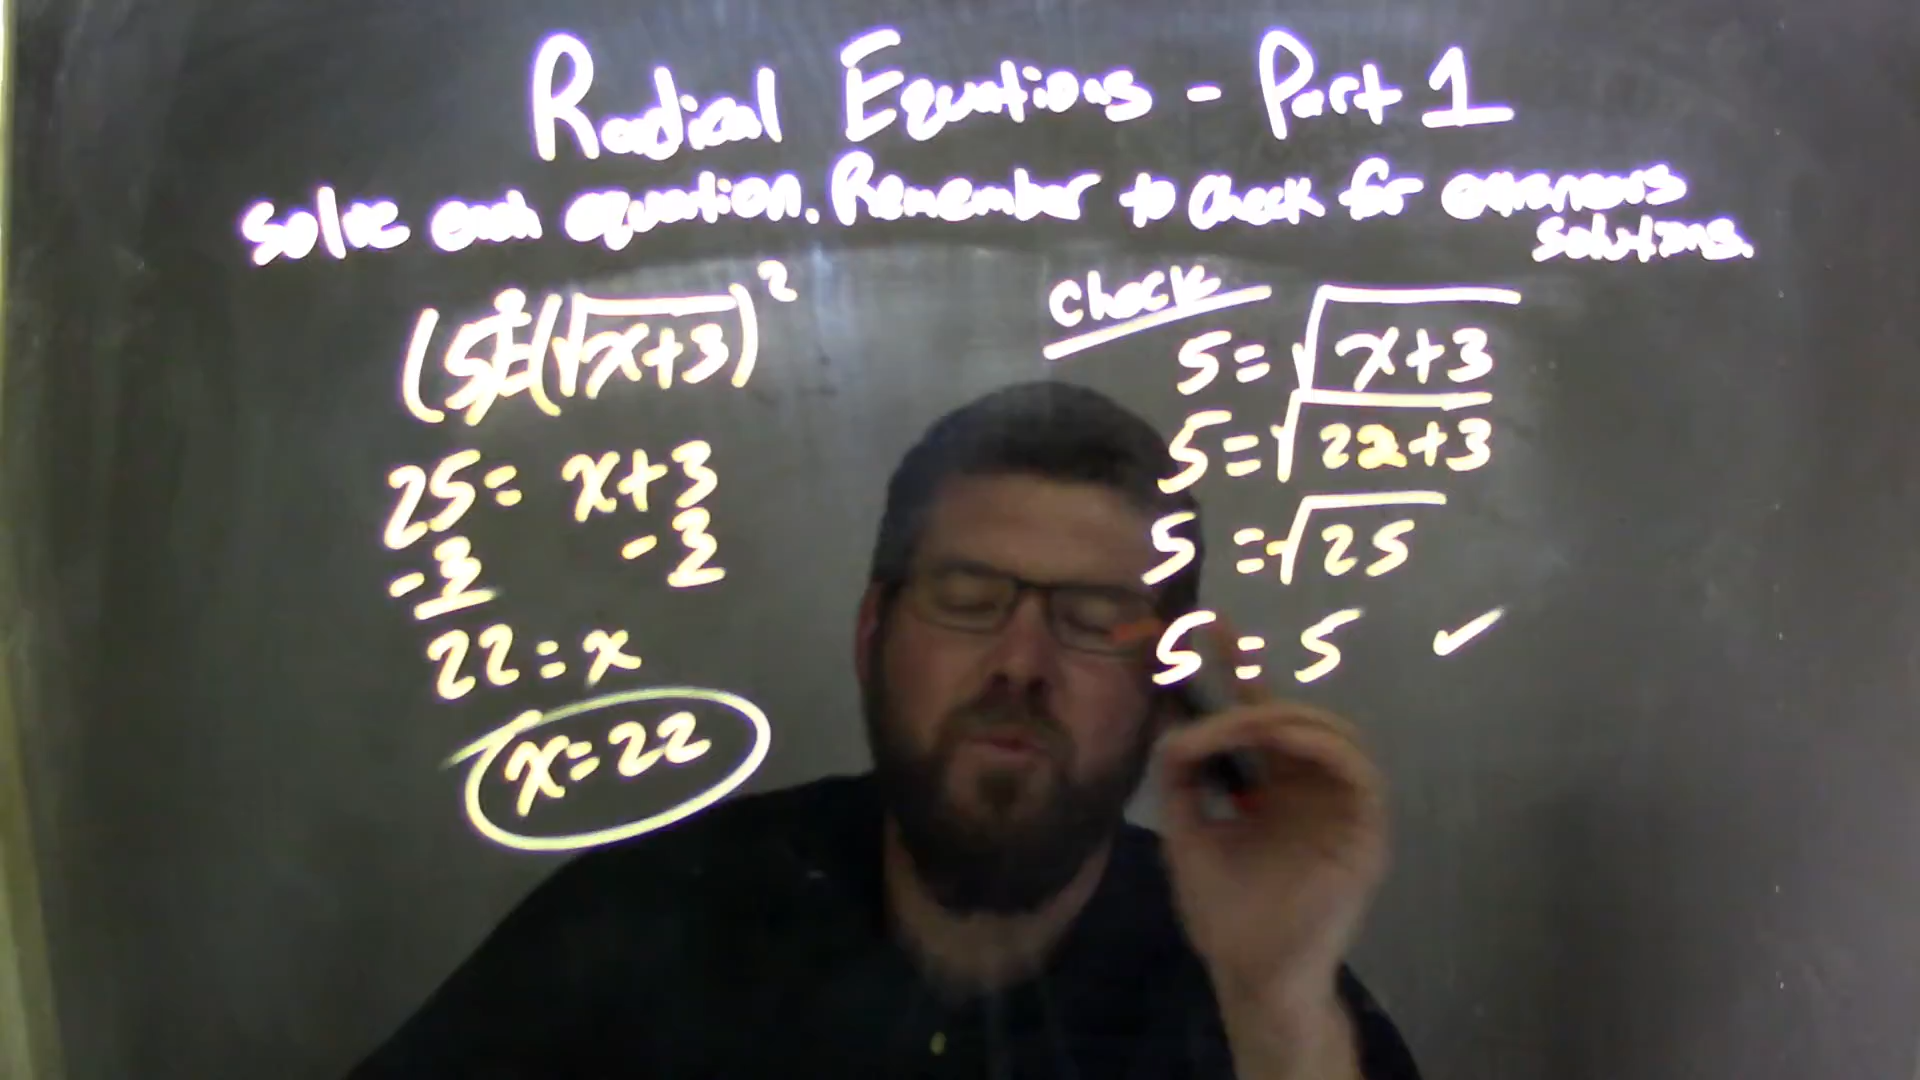 Radical Equations - Part 1
Solve each equation. Remember to check for extraneous
solutions.
(5)²=(√x+3)²
25= x+3
-3 -3
22=x
x=22
check
5=√x+3
5=√22+3
5=√25
5=5 ✓